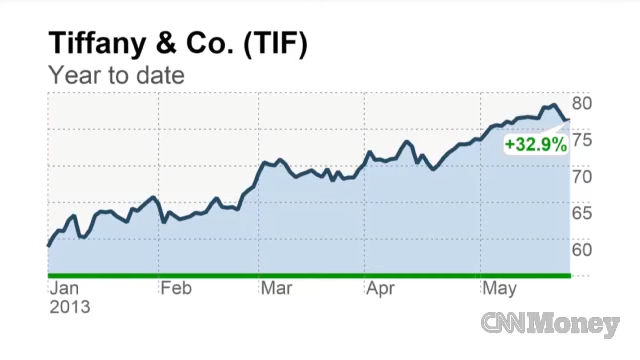 Tiffany & Co. (TIF)
Year to date
80
+32.9%
75
70
65
60
Jan Feb Mar Apr May
2013
CNNMoney